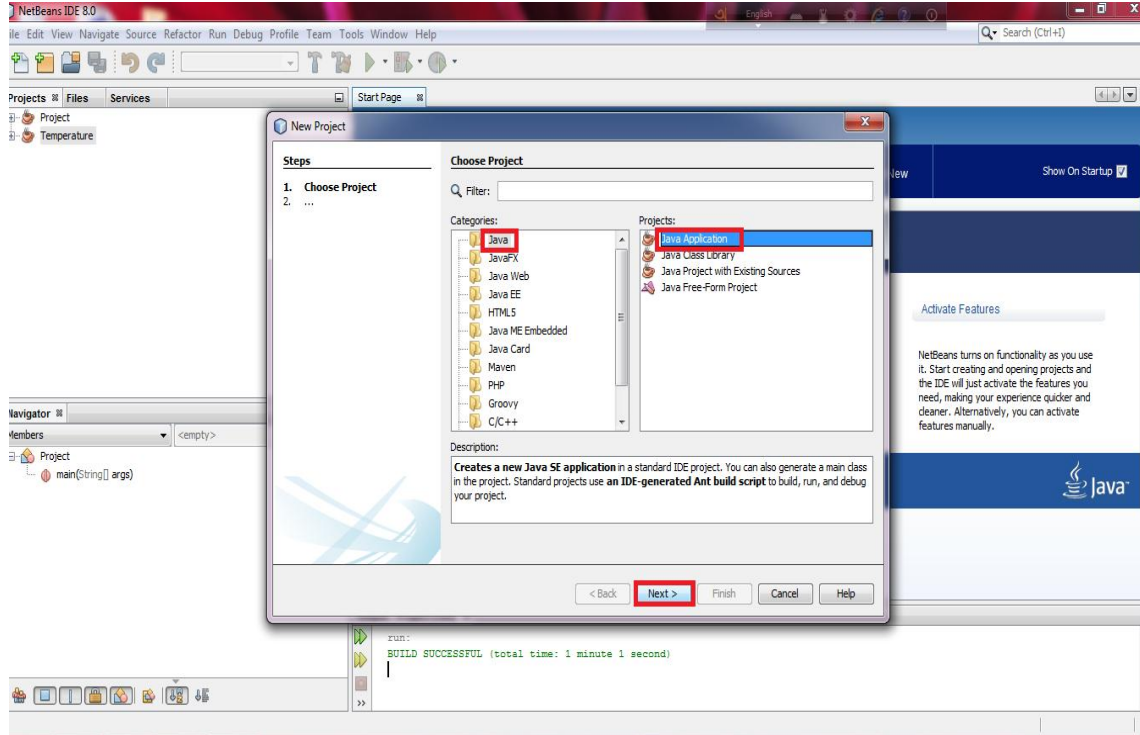 NetBeans IDE 8.0
English
ile Edit View Navigate Source Refactor Run Debug Profile Team Tools Window Help
Search (Ctrl+I)
Projects Files Services
Start Page
Project
Temperature
New Project
Steps
1. Choose Project
2. ...
Choose Project
Filter:
Categories:
Java
JavaFX
Java Web
Java EE
HTML5
Java ME Embedded
Java Card
Maven
PHP
Groovy
C/C++
Projects:
Java Application
Java Class Library
Java Project with Existing Sources
Java Free-Form Project
Description:
Creates a new Java SE application in a standard IDE project. You can also generate a main class
in the project. Standard projects use an IDE-generated Ant build script to build, run, and debug
your project.
< Back Next > Finish Cancel Help
New
Show On Startup
Activate Features
NetBeans turns on functionality as you use
it. Start creating and opening projects and
the IDE will just activate the features you
need, making your experience quicker and
cleaner. Alternatively, you can activate
features manually.
Java
Navigator
Members
<empty>
Project
main(String[] args)
run:
BUILD SUCCESSFUL (total time: 1 minute 1 second)